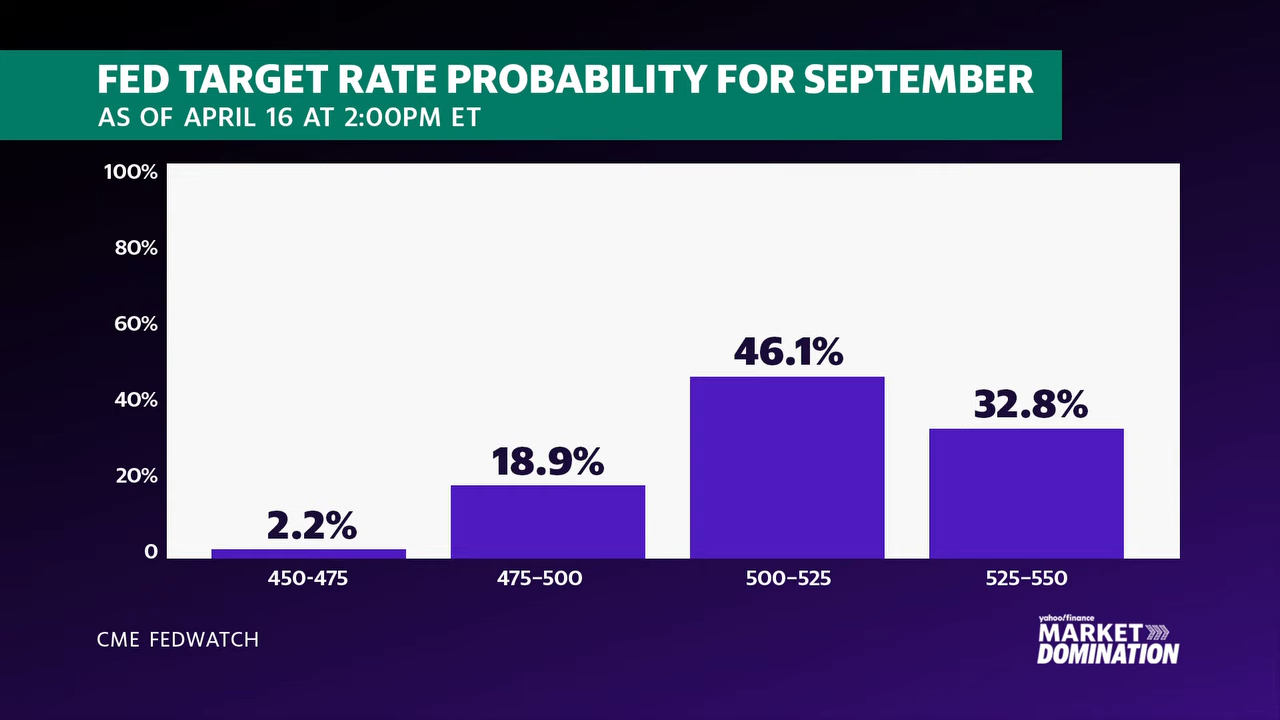 FED TARGET RATE PROBABILITY FOR SEPTEMBER
AS OF APRIL 16 AT 2:00PM ET
100%
80%
60%
40%
20%
0
2.2%
18.9%
46.1%
32.8%
450-475
475–500
500–525
525–550
CME FEDWATCH
yahoo!finance
MARKET
DOMINATION